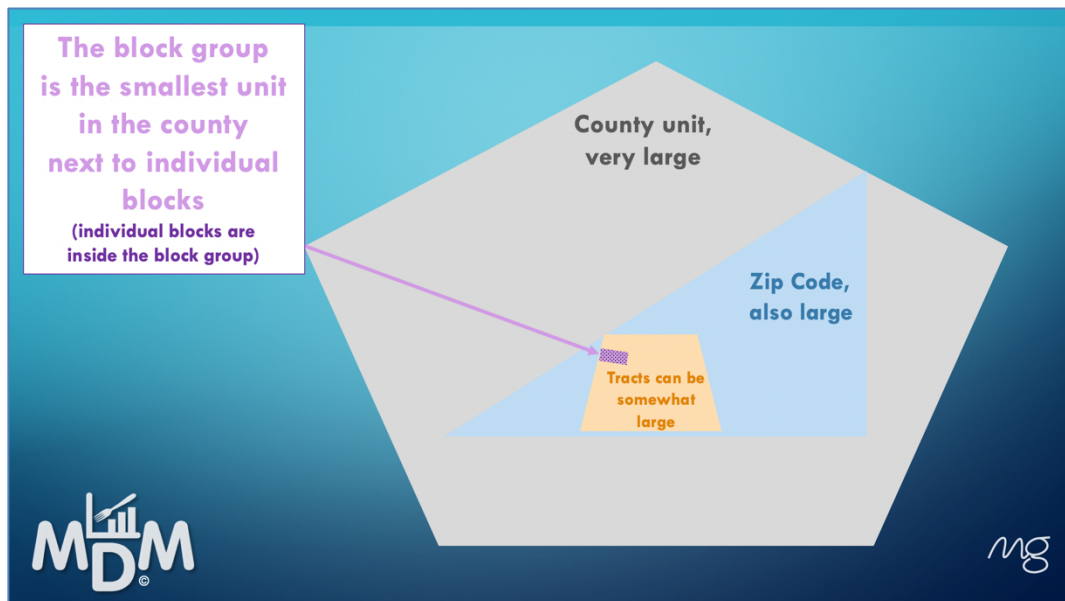 The block group
is the smallest unit
in the county
next to individual
blocks
(individual blocks are
inside the block group)
County unit,
very large
Zip Code,
also large
Tracts can be
somewhat
large
MDM
©
mg